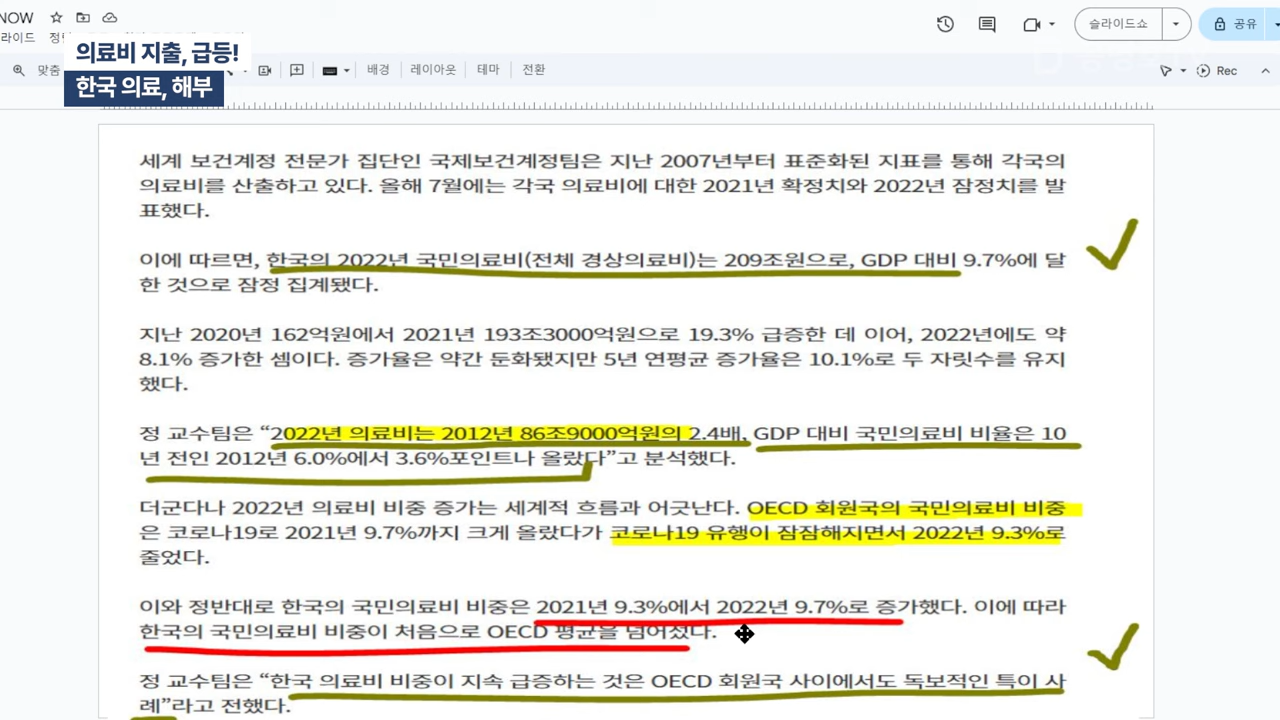 NOW
슬라이드쇼
공유
라이드
의료비 지출, 급등!
한국 의료, 해부
맞춤
배경
레이아웃
테마
전환
Rec
세계 보건계정 전문가 집단인 국제보건계정팀은 지난 2007년부터 표준화된 지표를 통해 각국의
의료비를 산출하고 있다. 올해 7월에는 각국 의료비에 대한 2021년 확정치와 2022년 잠정치를 발
표했다.
이에 따르면, 한국의 2022년 국민의료비(전체 경상의료비)는 209조원으로, GDP 대비 9.7%에 달
한 것으로 잠정 집계됐다.
지난 2020년 162억원에서 2021년 193조3000억원으로 19.3% 급증한 데 이어, 2022년에도 약
8.1% 증가한 셈이다. 증가율은 약간 둔화됐지만 5년 연평균 증가율은 10.1%로 두 자릿수를 유지
했다.
정 교수팀은 “2022년 의료비는 2012년 86조9000억원의 2.4배, GDP 대비 국민의료비 비율은 10
년 전인 2012년 6.0%에서 3.6%포인트나 올랐다”고 분석했다.
더군다나 2022년 의료비 비중 증가는 세계적 흐름과 어긋난다. OECD 회원국의 국민의료비 비중
은 코로나19로 2021년 9.7%까지 크게 올랐다가 코로나19 유행이 잠잠해지면서 2022년 9.3%로
줄었다.
이와 정반대로 한국의 국민의료비 비중은 2021년 9.3%에서 2022년 9.7%로 증가했다. 이에 따라
한국의 국민의료비 비중이 처음으로 OECD 평균을 넘어섰다.
정 교수팀은 “한국 의료비 비중이 지속 급증하는 것은 OECD 회원국 사이에서도 독보적인 특이 사
례”라고 전했다.